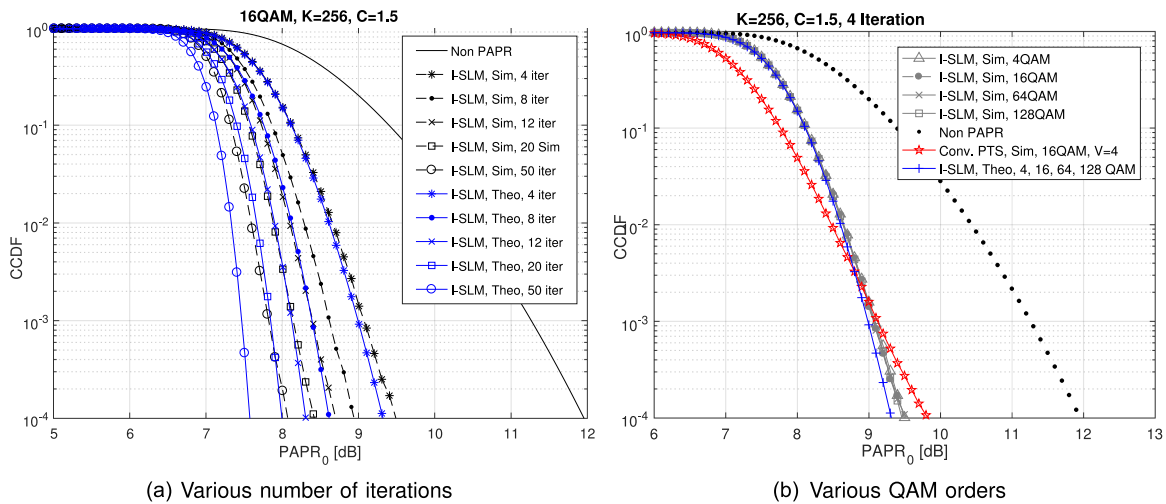 16QAM, K=256, C=1.5
CCDF
10^0
10^-1
10^-2
10^-3
10^-4
5 6 7 8 9 10 11 12
PAPR_0 [dB]
Non PAPR
I-SLM, Sim, 4 iter
I-SLM, Sim, 8 iter
I-SLM, Sim, 12 iter
I-SLM, Sim, 20 Sim
I-SLM, Sim, 50 iter
I-SLM, Theo, 4 iter
I-SLM, Theo, 8 iter
I-SLM, Theo, 12 iter
I-SLM, Theo, 20 iter
I-SLM, Theo, 50 iter
(a) Various number of iterations
K=256, C=1.5, 4 Iteration
CCDF
10^0
10^-1
10^-2
10^-3
10^-4
6 7 8 9 10 11 12 13
PAPR_0 [dB]
I-SLM, Sim, 4QAM
I-SLM, Sim, 16QAM
I-SLM, Sim, 64QAM
I-SLM, Sim, 128QAM
Non PAPR
Conv. PTS, Sim, 16QAM, V=4
I-SLM, Theo, 4, 16, 64, 128 QAM
(b) Various QAM orders